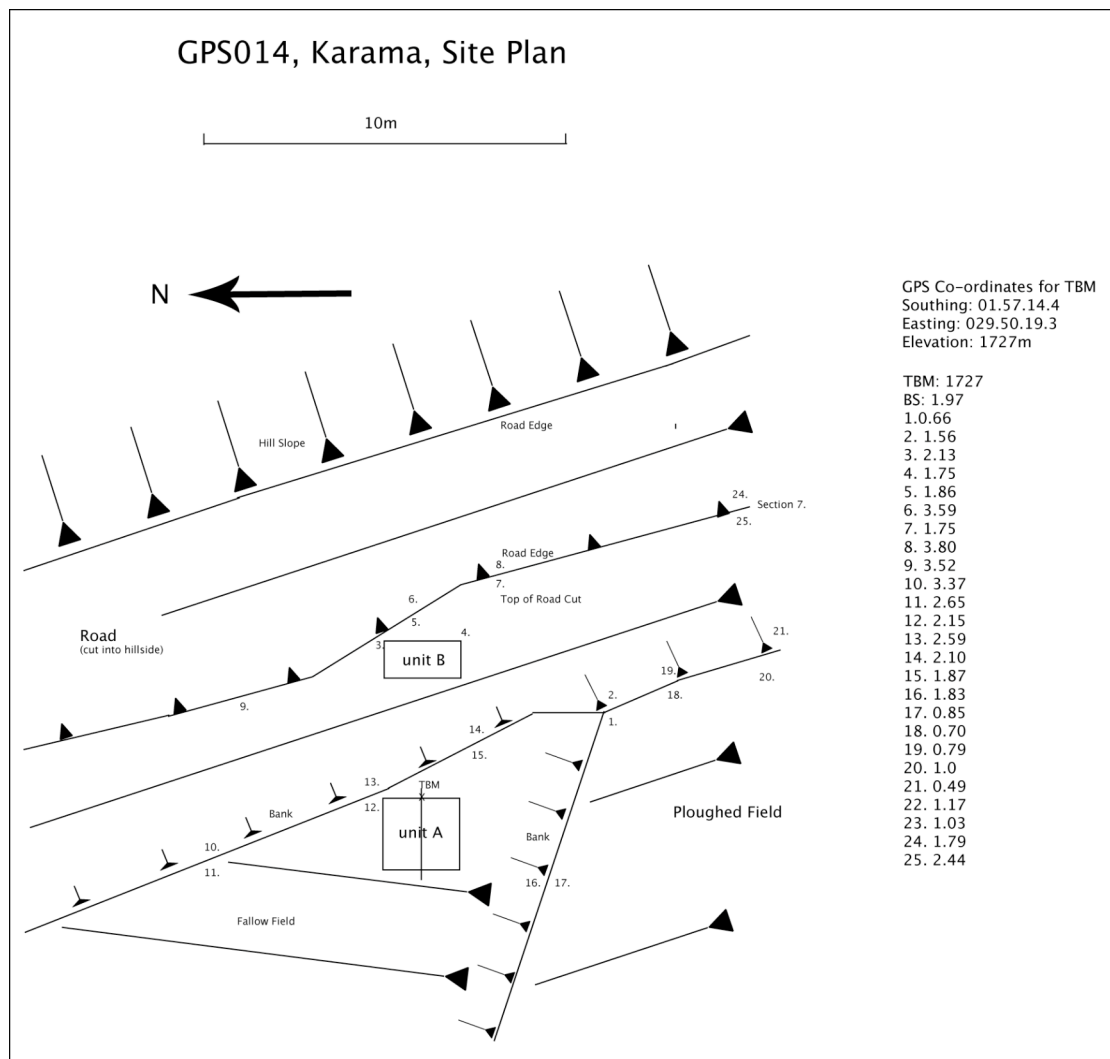 GPS014, Karama, Site Plan
10m
N
GPS Co-ordinates for TBM
Southing: 01.57.14.4
Easting: 029.50.19.3
Elevation: 1727m
TBM: 1727
BS: 1.97
1.0.66
2. 1.56
3. 2.13
4. 1.75
5. 1.86
6. 3.59
7. 1.75
8. 3.80
9. 3.52
10. 3.37
11. 2.65
12. 2.15
13. 2.59
14. 2.10
15. 1.87
16. 1.83
17. 0.85
18. 0.70
19. 0.79
20. 1.0
21. 0.49
22. 1.17
23. 1.03
24. 1.79
25. 2.44
Hill Slope
Road Edge
24.
Section 7.
25.
Road Edge
8.
7.
6.
Top of Road Cut
5.
4.
3.
Road
(cut into hillside)
unit B
21.
19.
20.
18.
2.
1.
9.
14.
15.
13.
TBM
12.
Bank
unit A
Ploughed Field
Bank
10.
11.
16.
17.
Fallow Field